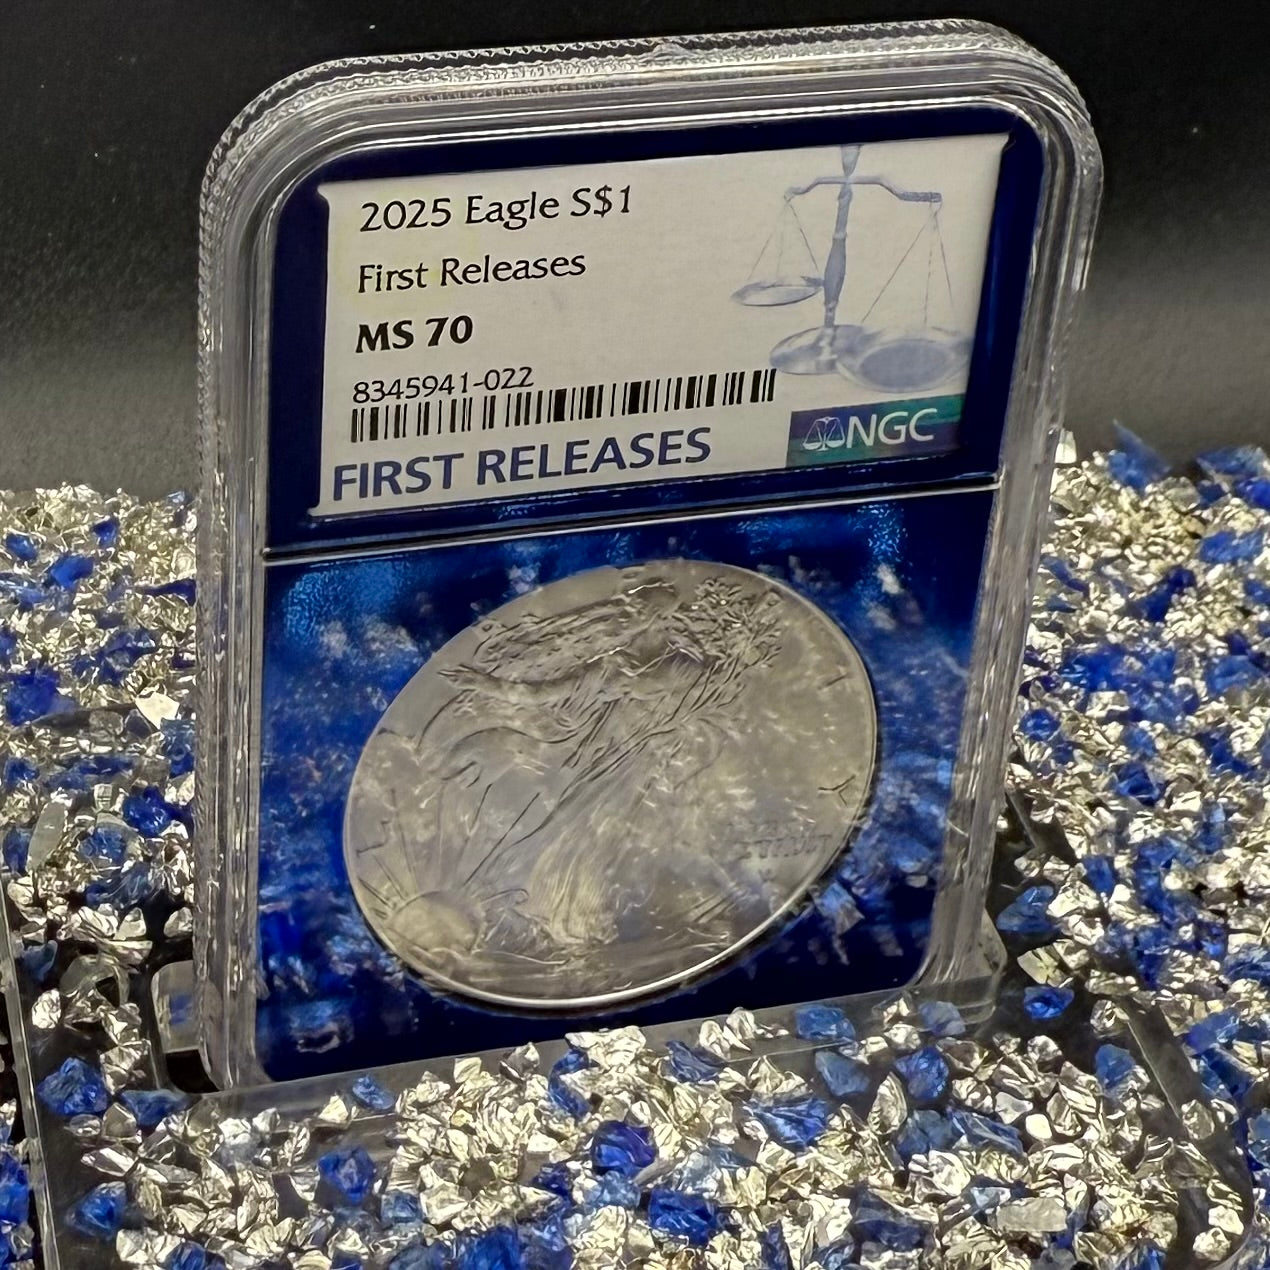 2025 Eagle S$1
First Releases
MS 70
8345941-022
FIRST RELEASES
NGC